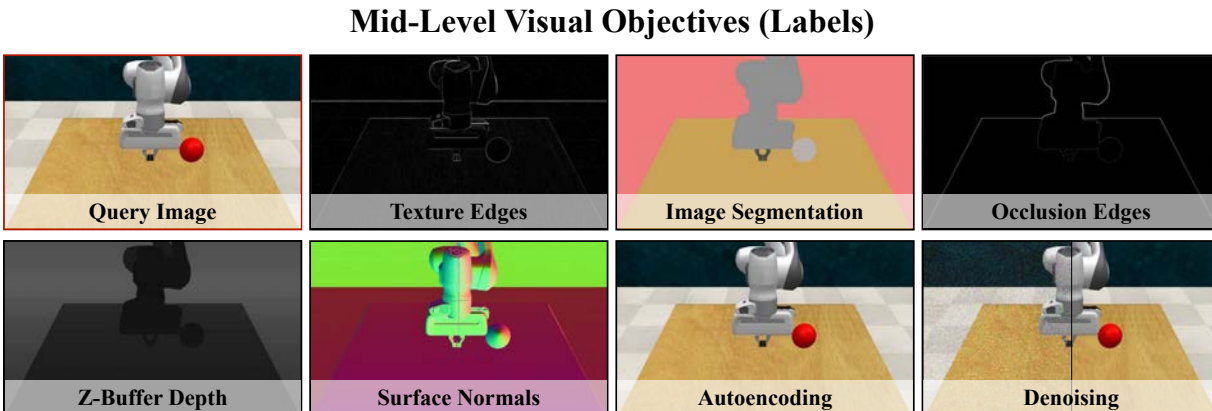 Mid-Level Visual Objectives (Labels)
Query Image
Texture Edges
Image Segmentation
Occlusion Edges
Z-Buffer Depth
Surface Normals
Autoencoding
Denoising